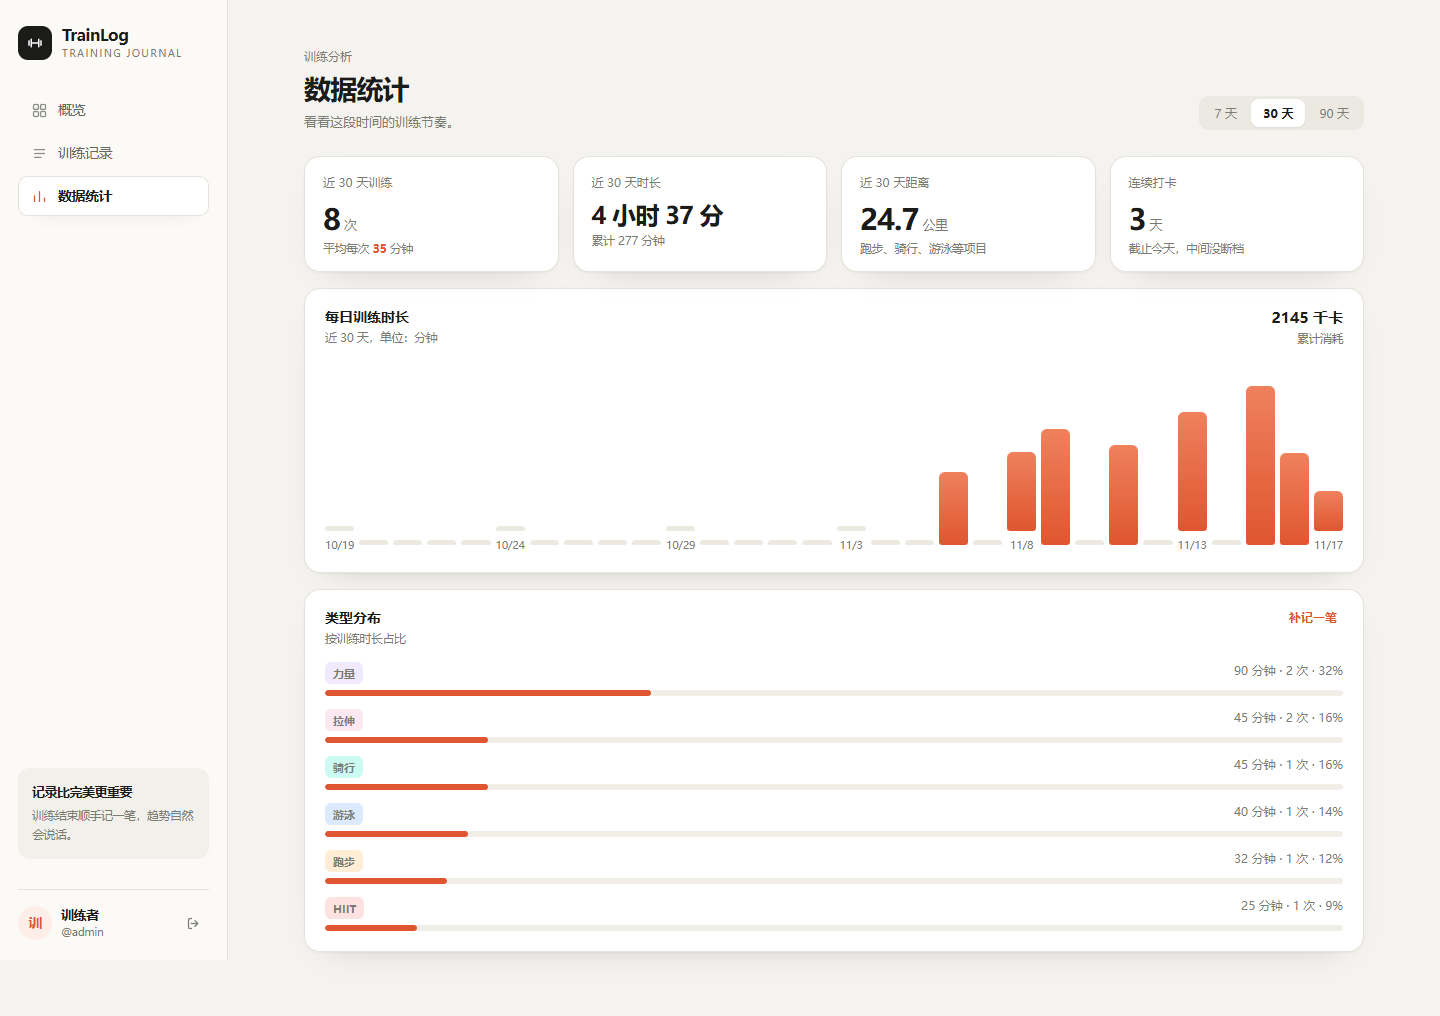 TrainLog
TRAINING JOURNAL
概览
训练记录
数据统计
记录比完美更重要
训练结束顺手记一笔，趋势自然
会说话。
训
训练者
@admin
训练分析
数据统计
看看这段时间的训练节奏。
7 天
30 天
90 天
近 30 天训练
8 次
平均每次 35 分钟
近 30 天时长
4 小时 37 分
累计 277 分钟
近 30 天距离
24.7 公里
跑步、骑行、游泳等项目
连续打卡
3 天
截止今天，中间没断档
每日训练时长
近 30 天，单位：分钟
2145 千卡
累计消耗
10/19
10/24
10/29
11/3
11/8
11/13
11/17
类型分布
按训练时长占比
补记一笔
力量
90 分钟 · 2 次 · 32%
拉伸
45 分钟 · 2 次 · 16%
骑行
45 分钟 · 1 次 · 16%
游泳
40 分钟 · 1 次 · 14%
跑步
32 分钟 · 1 次 · 12%
HIIT
25 分钟 · 1 次 · 9%